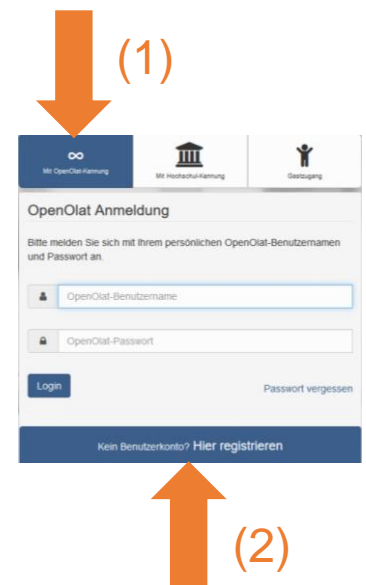 (1)
Mit OpenOlat-Kennung
Mit Hochschul-Kennung
Gastzugang
OpenOlat Anmeldung
Bitte melden Sie sich mit Ihrem persönlichen OpenOlat-Benutzernamen
und Passwort an.
OpenOlat-Benutzername
OpenOlat-Passwort
Login
Passwort vergessen
Kein Benutzerkonto? Hier registrieren
(2)